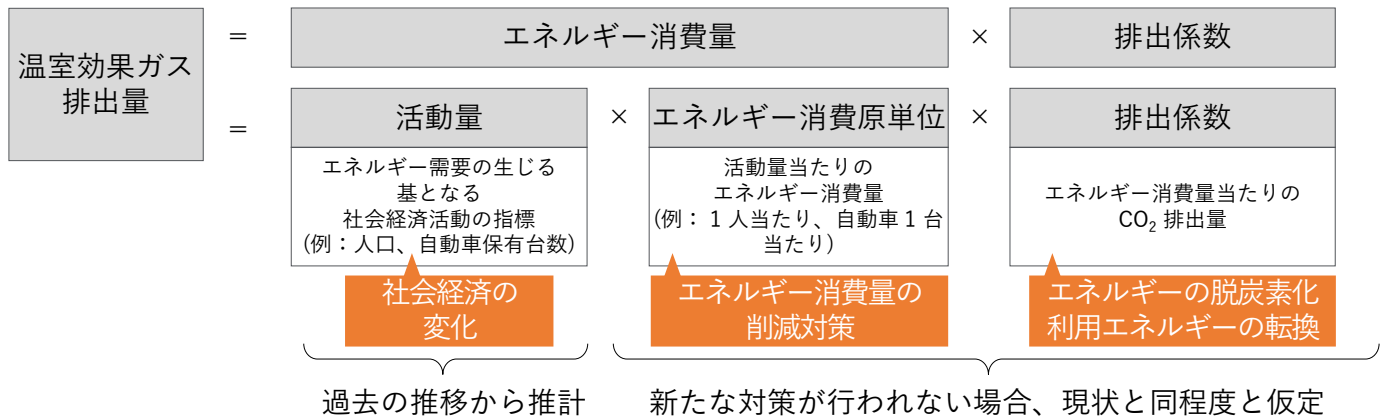 温室効果ガス
排出量
=
エネルギー消費量
×
排出係数
=
活動量
×
エネルギー消費原単位
×
排出係数
エネルギー需要の生じる
基となる
社会経済活動の指標
(例：人口、自動車保有台数)
活動量当たりの
エネルギー消費量
(例：１人当たり、自動車１台
当たり)
エネルギー消費量当たりの
CO₂ 排出量
社会経済の
変化
エネルギー消費量の
削減対策
エネルギーの脱炭素化
利用エネルギーの転換
過去の推移から推計
新たな対策が行われない場合、現状と同程度と仮定